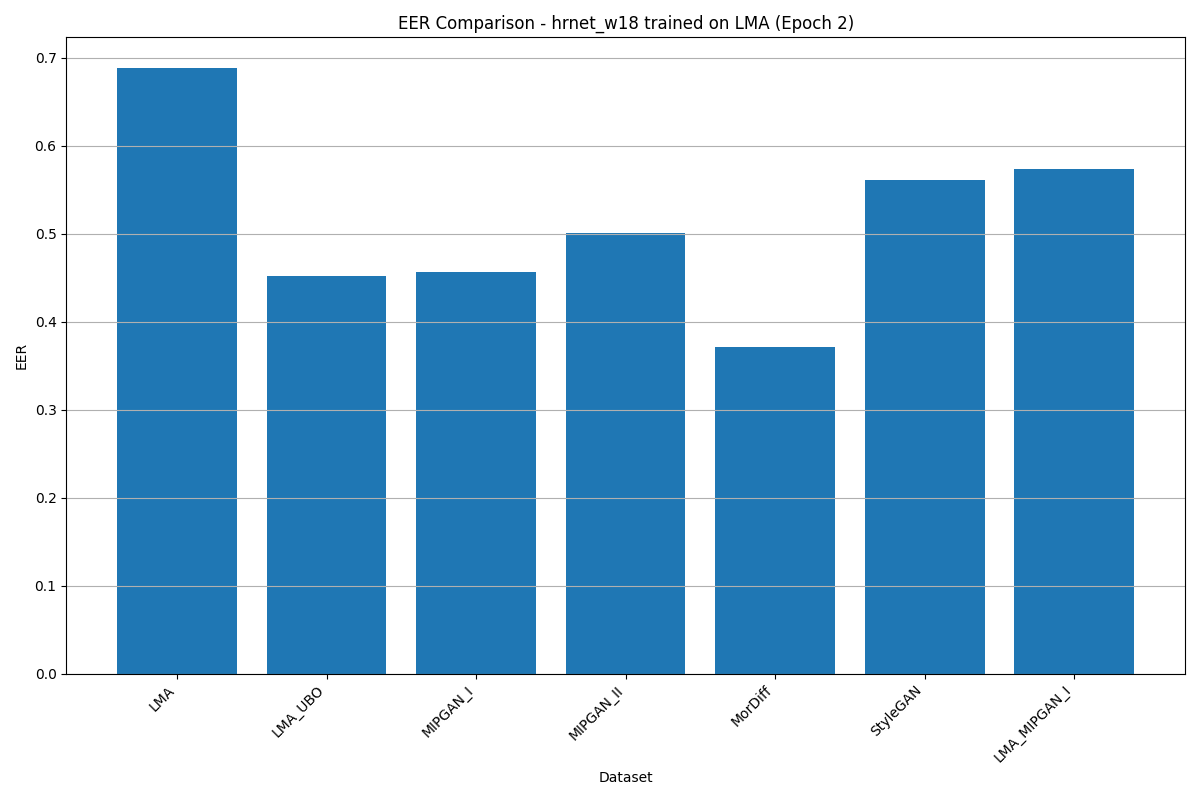 EER Comparison - hrnet_w18 trained on LMA (Epoch 2)
0.7
0.6
0.5
0.4
0.3
0.2
0.1
0.0
EER
LMA
LMA_UBO
MIPGAN_I
MIPGAN_II
MorDiff
StyleGAN
LMA_MIPGAN_I
Dataset